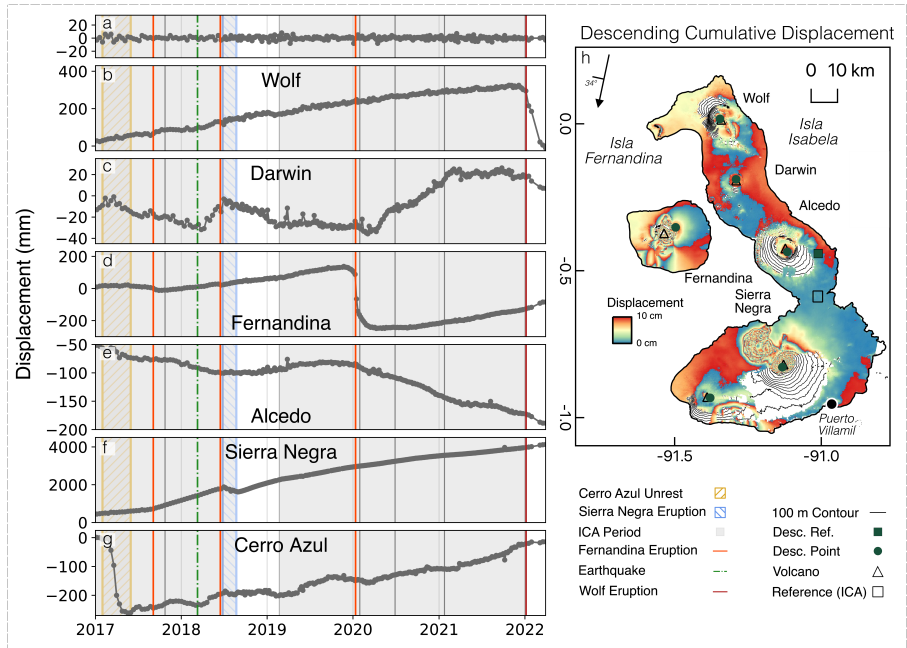 Displacement (mm)
a
20
0
−20
b
Wolf
400
200
0
c
Darwin
20
0
−20
−40
d
Fernandina
200
0
−200
e
Alcedo
−50
−100
−150
−200
f
Sierra Negra
4000
2000
0
g
Cerro Azul
0
−100
−200
2017 2018 2019 2020 2021 2022
Descending Cumulative Displacement
h
34°
0 10 km
Wolf
Isla
Isabela
Isla
Fernandina
Darwin
Alcedo
Fernandina
Sierra
Negra
Displacement
10 cm
0 cm
Puerto
Villamil
0.0
-0.5
-1.0
-91.5 -91.0
Cerro Azul Unrest
Sierra Negra Eruption
ICA Period
Fernandina Eruption
Earthquake
Wolf Eruption
100 m Contour
Desc. Ref.
Desc. Point
Volcano
Reference (ICA)